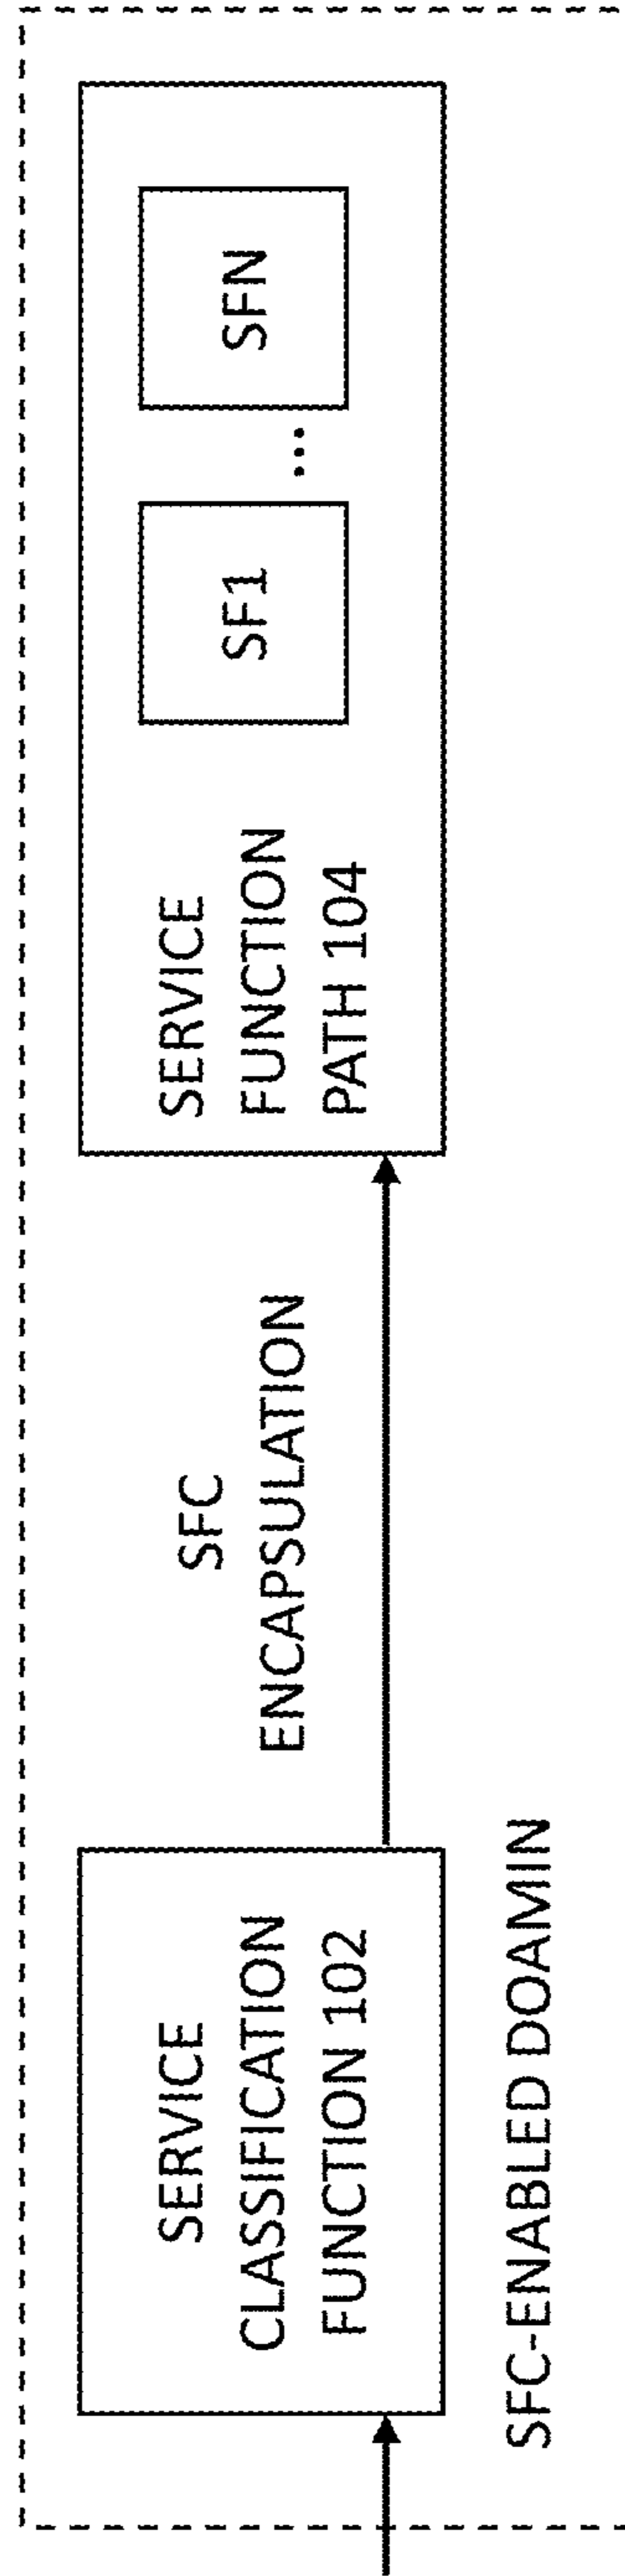 SERVICE
CLASSIFICATION
FUNCTION 102
SFC
ENCAPSULATION
SERVICE
FUNCTION
PATH 104
SF1
...
SFN
SFC-ENABLED DOAMIN